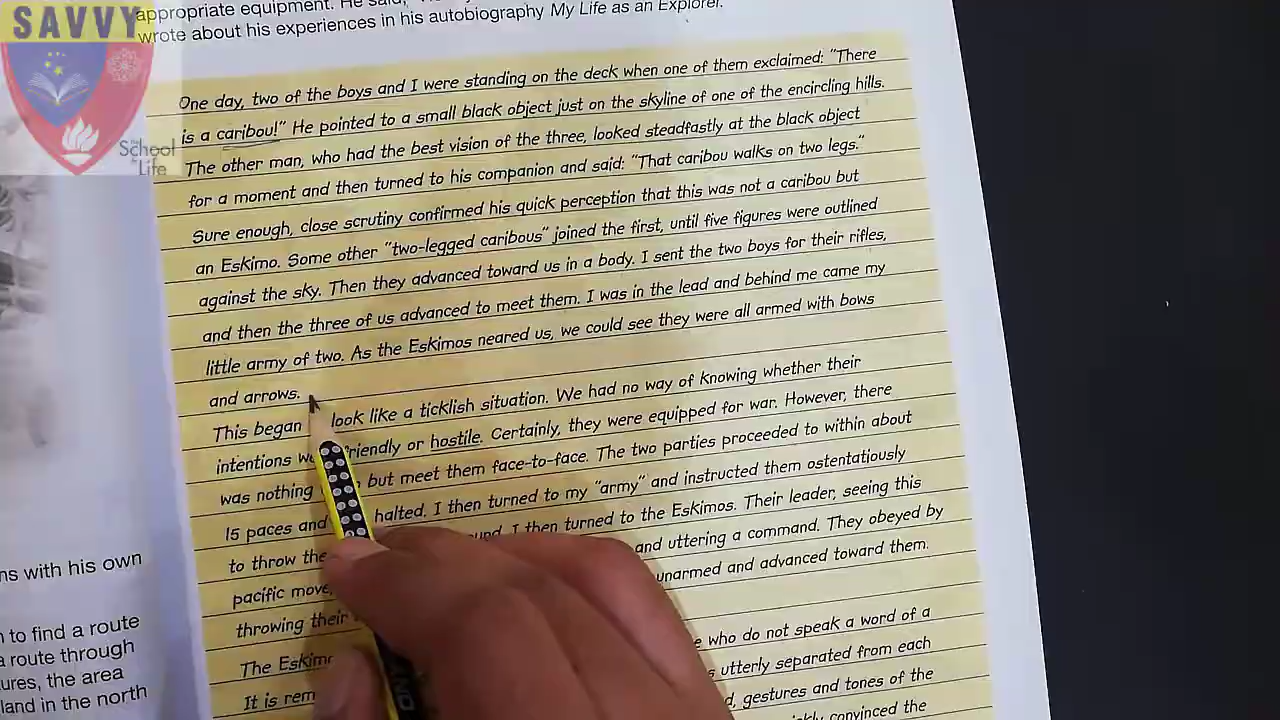 SAVVY
The School for Life
appropriate equipment. He said,
wrote about his experiences in his autobiography My Life as an Explorer.
One day, two of the boys and I were standing on the deck when one of them exclaimed: "There
is a caribou!" He pointed to a small black object just on the skyline of one of the encircling hills.
The other man, who had the best vision of the three, looked steadfastly at the black object
for a moment and then turned to his companion and said: "That caribou walks on two legs."
Sure enough, close scrutiny confirmed his quick perception that this was not a caribou but
an Eskimo. Some other "two-legged caribous" joined the first, until five figures were outlined
against the sky. Then they advanced toward us in a body. I sent the two boys for their rifles,
and then the three of us advanced to meet them. I was in the lead and behind me came my
little army of two. As the Eskimos neared us, we could see they were all armed with bows
and arrows.
This began look like a ticklish situation. We had no way of knowing whether their
intentions friendly or hostile. Certainly, they were equipped for war. However, there
was nothing but meet them face-to-face. The two parties proceeded to within about
15 paces and halted. I then turned to my "army" and instructed them ostentatiously
to throw the I then turned to the Eskimos. Their leader, seeing this
pacific move, and uttering a command. They obeyed by
throwing their unarmed and advanced toward them.
The who do not speak a word of a
It is utterly separated from each
gestures and tones of the
convinced the
ns with his own
to find a route
a route through
ures, the area
land in the north